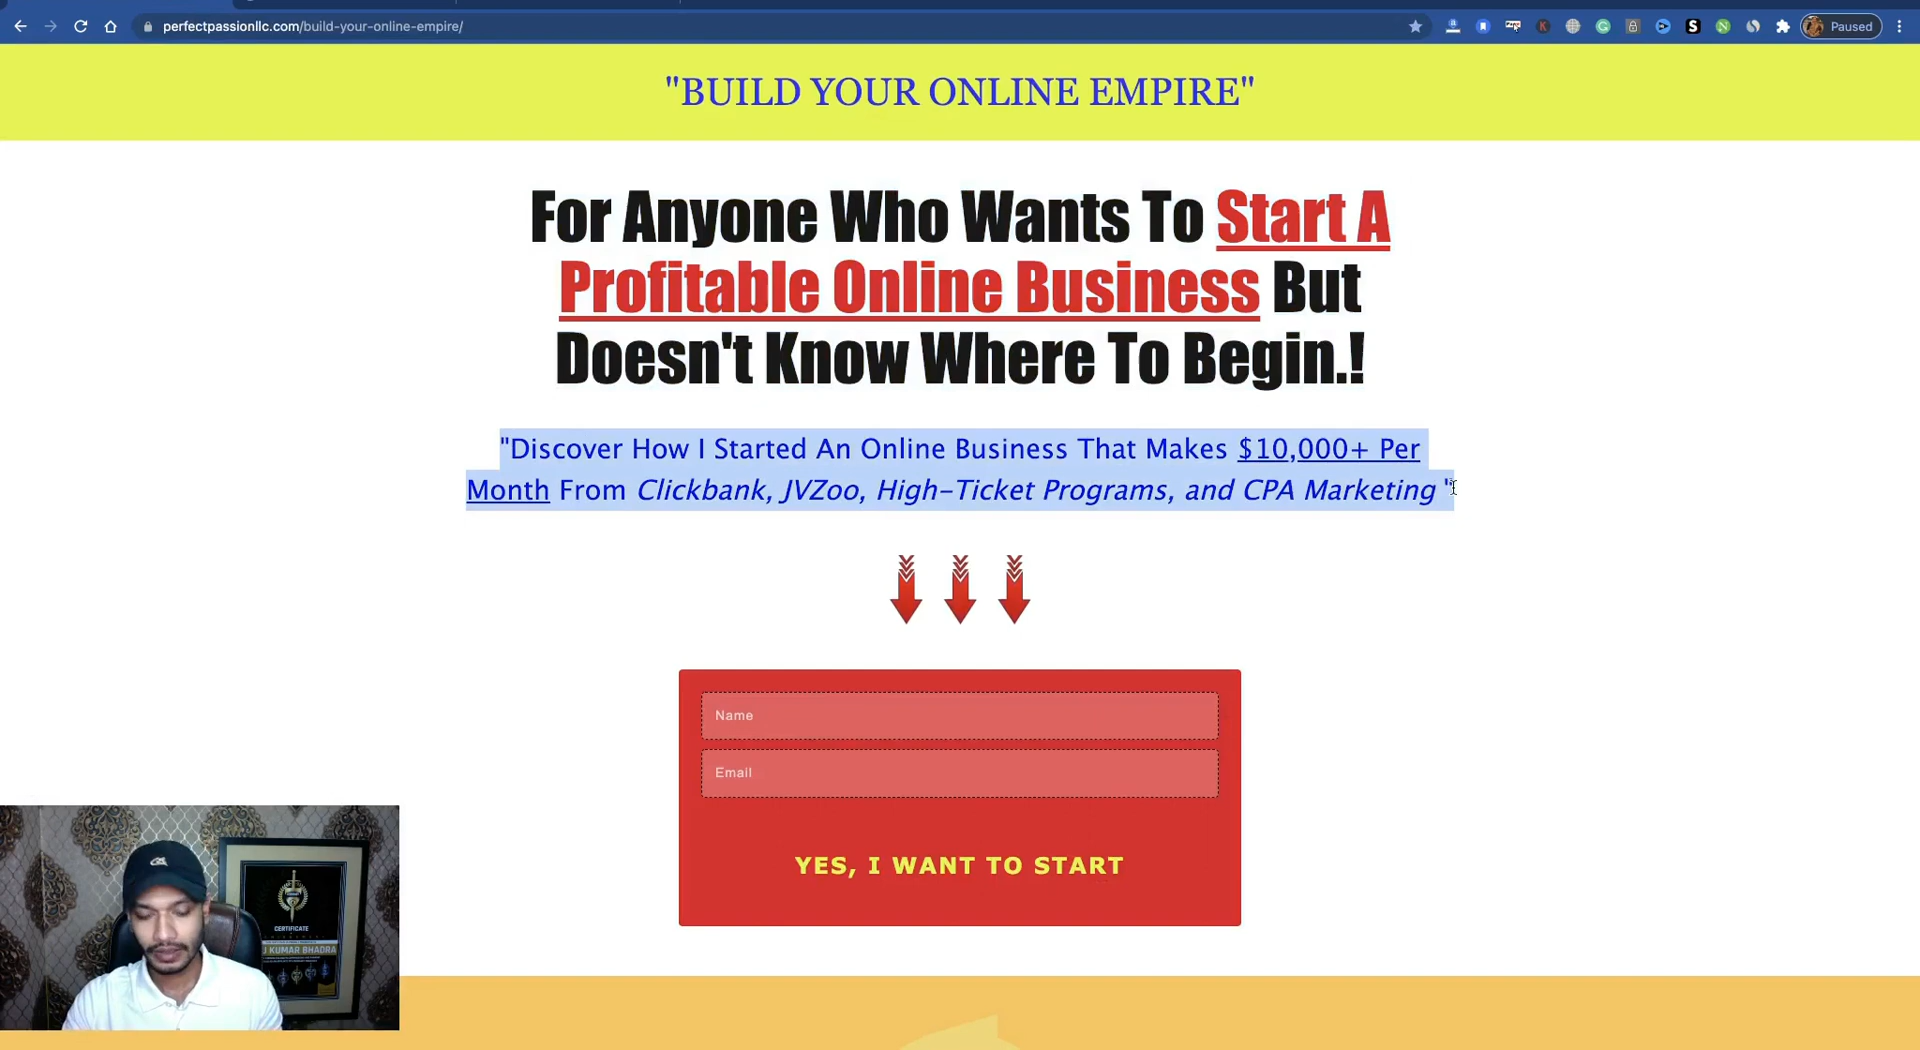 perfectpassionllc.com/build-your-online-empire/
Paused
"BUILD YOUR ONLINE EMPIRE"
For Anyone Who Wants To Start A
Profitable Online Business But
Doesn't Know Where To Begin.!
"Discover How I Started An Online Business That Makes $10,000+ Per
Month From Clickbank, JVZoo, High-Ticket Programs, and CPA Marketing "
Name
Email
YES, I WANT TO START
CERTIFICATE
KUMAR BHADRA